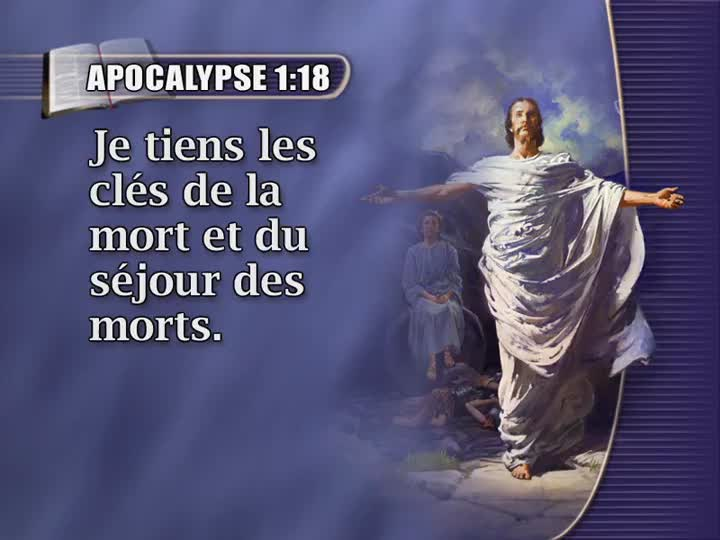 APOCALYPSE 1:18
Je tiens les
clés de la
mort et du
séjour des
morts.